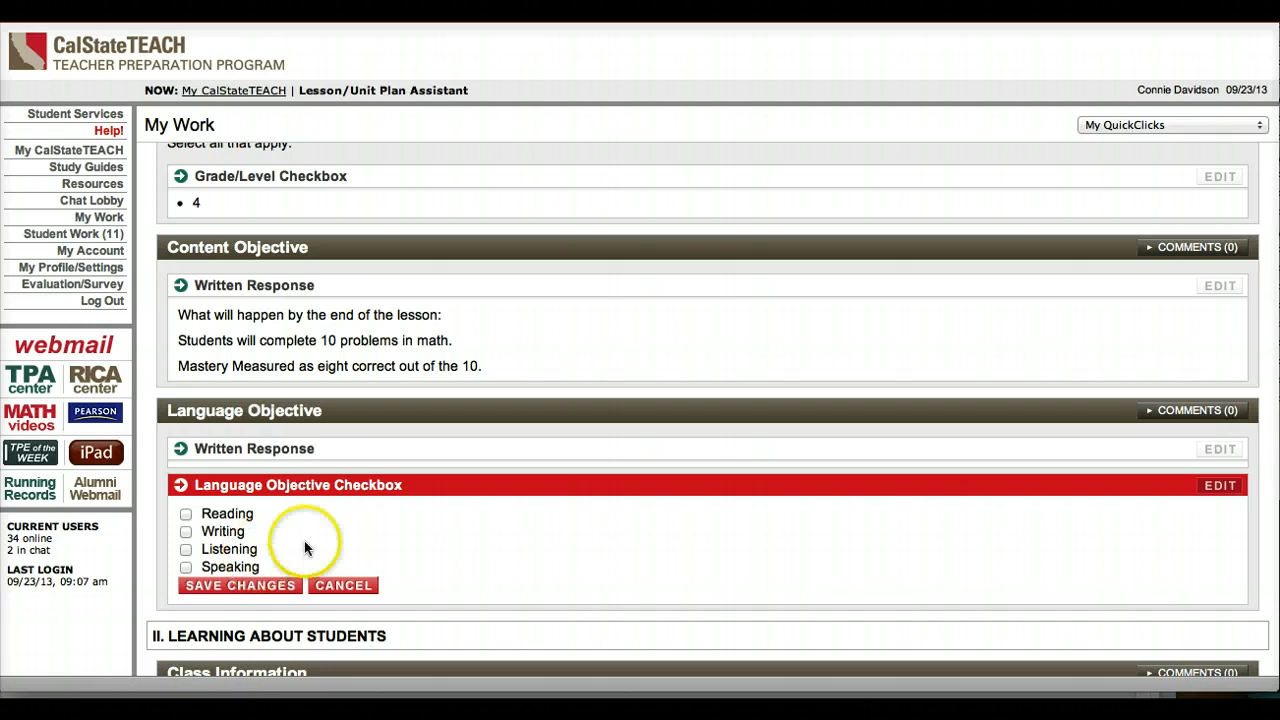 CalStateTEACH
TEACHER PREPARATION PROGRAM
NOW: My CalStateTEACH | Lesson/Unit Plan Assistant
Connie Davidson 09/23/13
Student Services
Help!
My CalStateTEACH
Study Guides
Resources
Chat Lobby
My Work
Student Work (11)
My Account
My Profile/Settings
Evaluation/Survey
Log Out
webmail
TPA center
RICA center
MATH videos
PEARSON
TPE of the WEEK
iPad
Running Records
Alumni Webmail
CURRENT USERS
34 online
2 in chat
LAST LOGIN
09/23/13, 09:07 am
My Work
My QuickClicks
Select all that apply.
Grade/Level Checkbox
EDIT
• 4
Content Objective
COMMENTS (0)
Written Response
EDIT
What will happen by the end of the lesson:
Students will complete 10 problems in math.
Mastery Measured as eight correct out of the 10.
Language Objective
COMMENTS (0)
Written Response
EDIT
Language Objective Checkbox
EDIT
Reading
Writing
Listening
Speaking
SAVE CHANGES
CANCEL
II. LEARNING ABOUT STUDENTS
Class Information
COMMENTS (0)